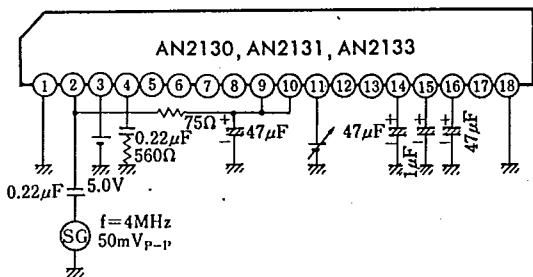 AN2130, AN2131, AN2133
1 2 3 4 5 6 7 8 9 10 11 12 13 14 15 16 17 18
75Ω
0.22μF
560Ω
+
−
47μF
47μF
+
−
1μF
+
−
+
−
47μF
0.22μF
5.0V
SG
f=4MHz
50mVP-P